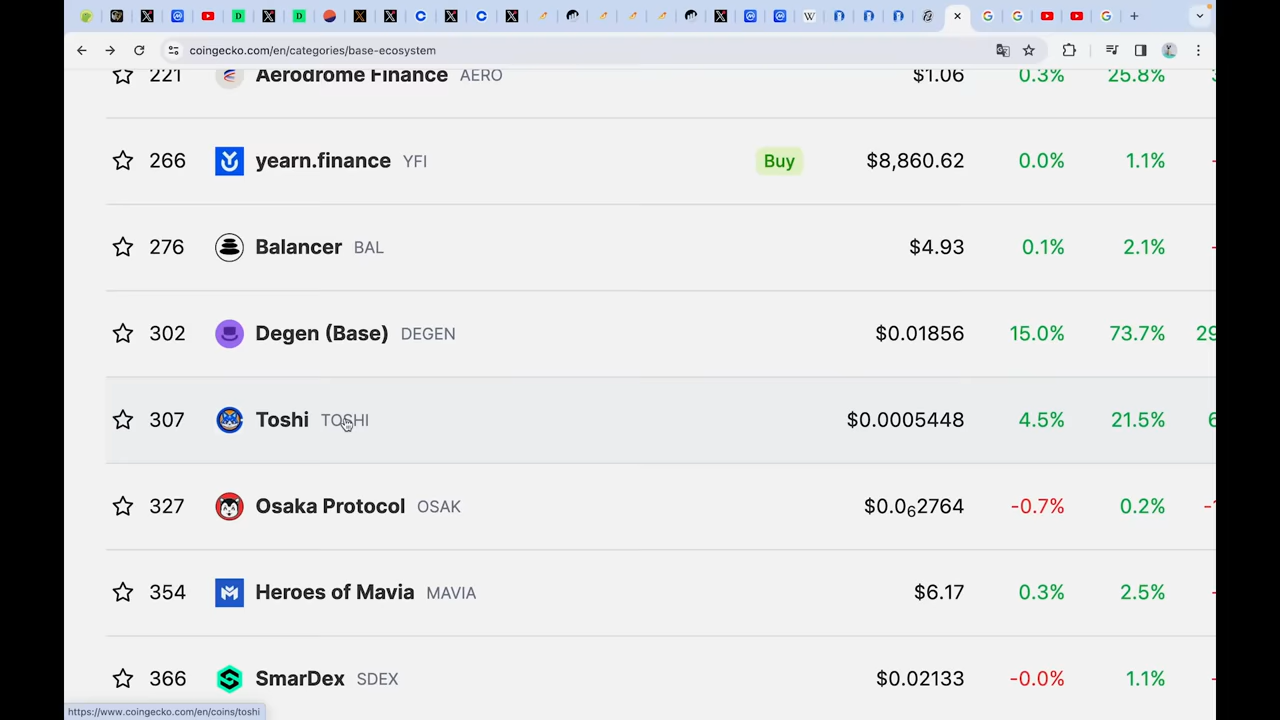 coingecko.com/en/categories/base-ecosystem
221 Aerodrome Finance AERO $1.06 0.3% 25.8%
266 yearn.finance YFI Buy $8,860.62 0.0% 1.1%
276 Balancer BAL $4.93 0.1% 2.1%
302 Degen (Base) DEGEN $0.01856 15.0% 73.7% 29
307 Toshi TOSHI $0.0005448 4.5% 21.5% 6
327 Osaka Protocol OSAK $0.0₆2764 -0.7% 0.2%
354 Heroes of Mavia MAVIA $6.17 0.3% 2.5%
366 SmarDex SDEX $0.02133 -0.0% 1.1%
https://www.coingecko.com/en/coins/toshi